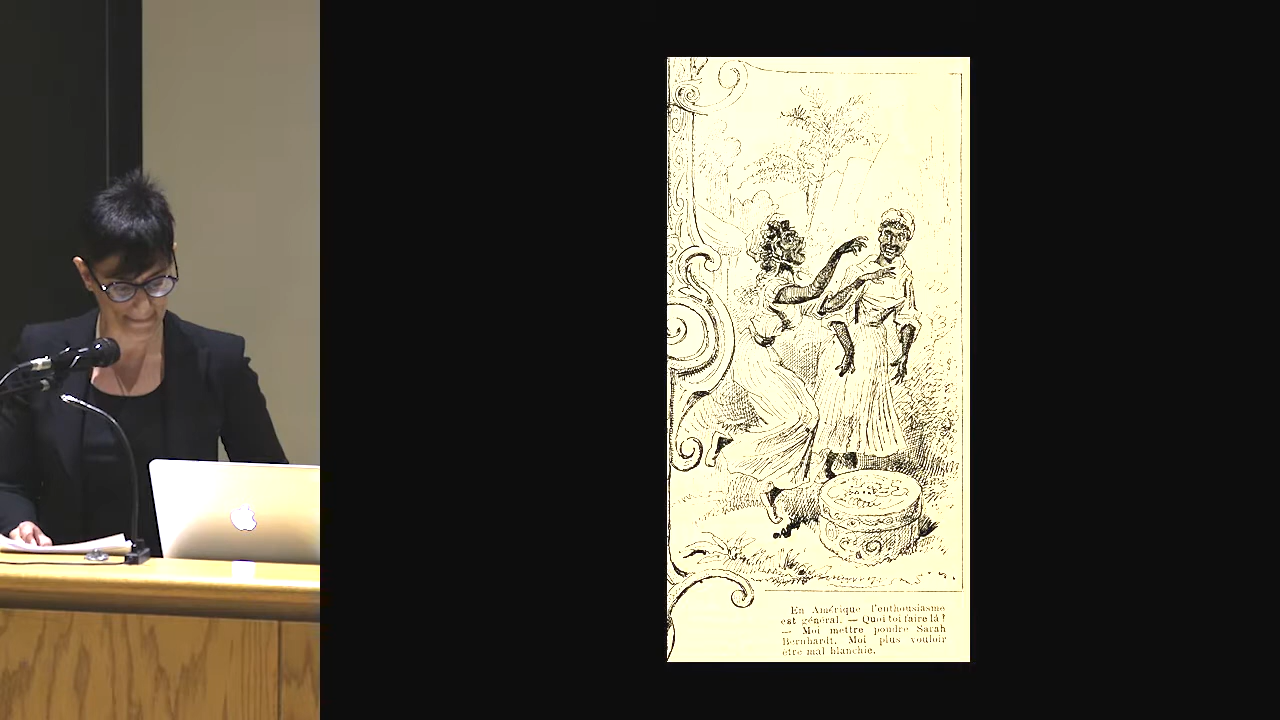 En Amérique l'enthousiasme
est général. — Quoi toi faire là?
— Moi mettre poudre Sarah
Bernhardt. Moi plus vouloir
être mal blanchie.